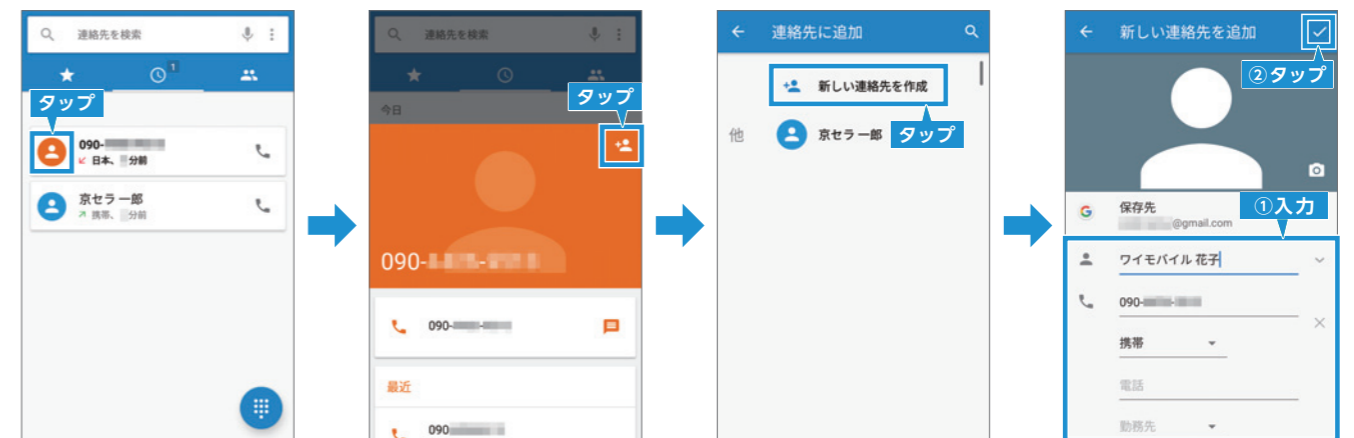 連絡先を検索
1
タップ
090-
日本、 分前
京セラ 一郎
携帯、 分前
連絡先を検索
今日
タップ
090-
090-
最近
090
連絡先に追加
新しい連絡先を作成
他
京セラ 一郎
タップ
新しい連絡先を追加
②タップ
保存先
@gmail.com
①入力
ワイモバイル 花子
090-
携帯
電話
勤務先